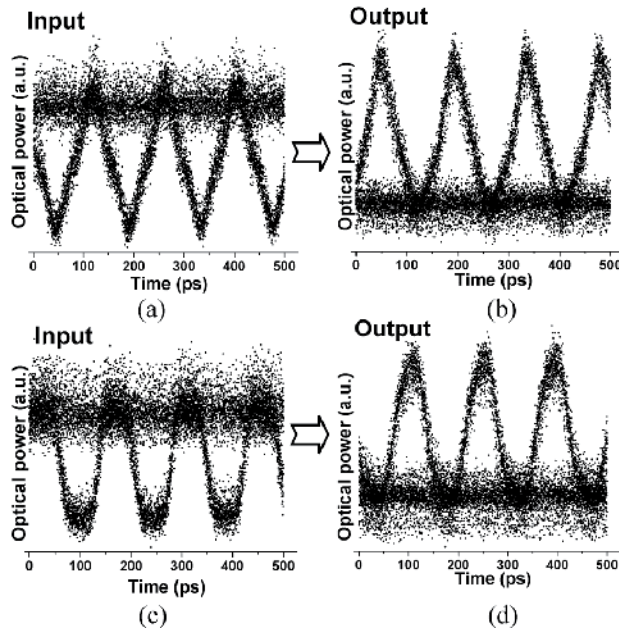 Input
Optical power (a.u.)
0 100 200 300 400 500
Time (ps)
(a)
Output
Optical power (a.u.)
0 100 200 300 400 500
Time (ps)
(b)
Input
Optical power (a.u.)
0 100 200 300 400 500
Time (ps)
(c)
Output
Optical power (a.u.)
0 100 200 300 400 500
Time (ps)
(d)